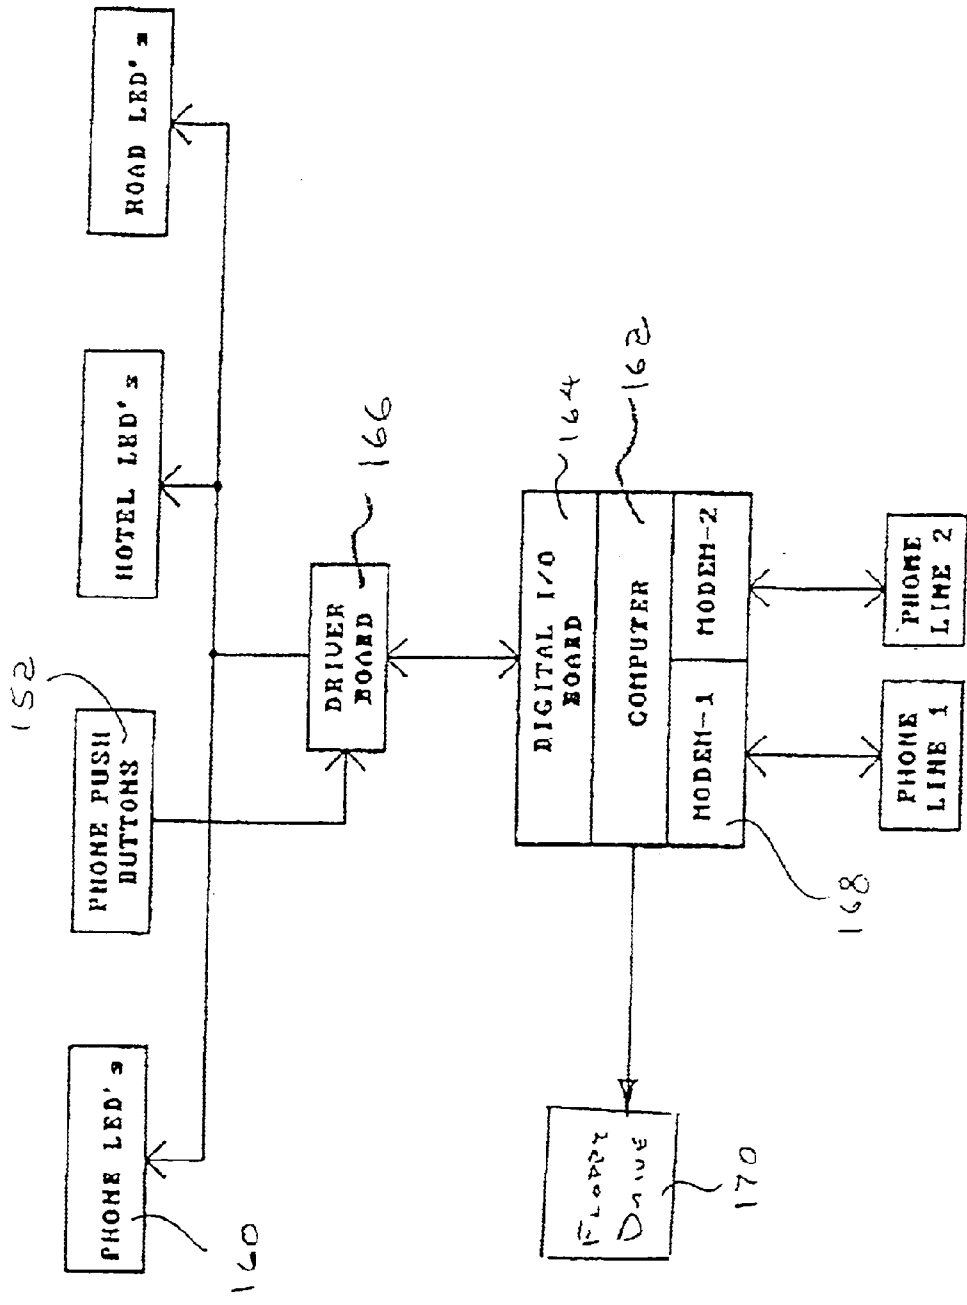 152
PHONE LED's
PHONE PUSH
BUTTONS
HOTEL LED's
ROAD LED's
160
DRIVER
BOARD
166
DIGITAL I/O
BOARD
164
FLOPPY
DRIVE
COMPUTER
162
MODEM-1
MODEM-2
170
168
PHONE
LINE 1
PHONE
LINE 2